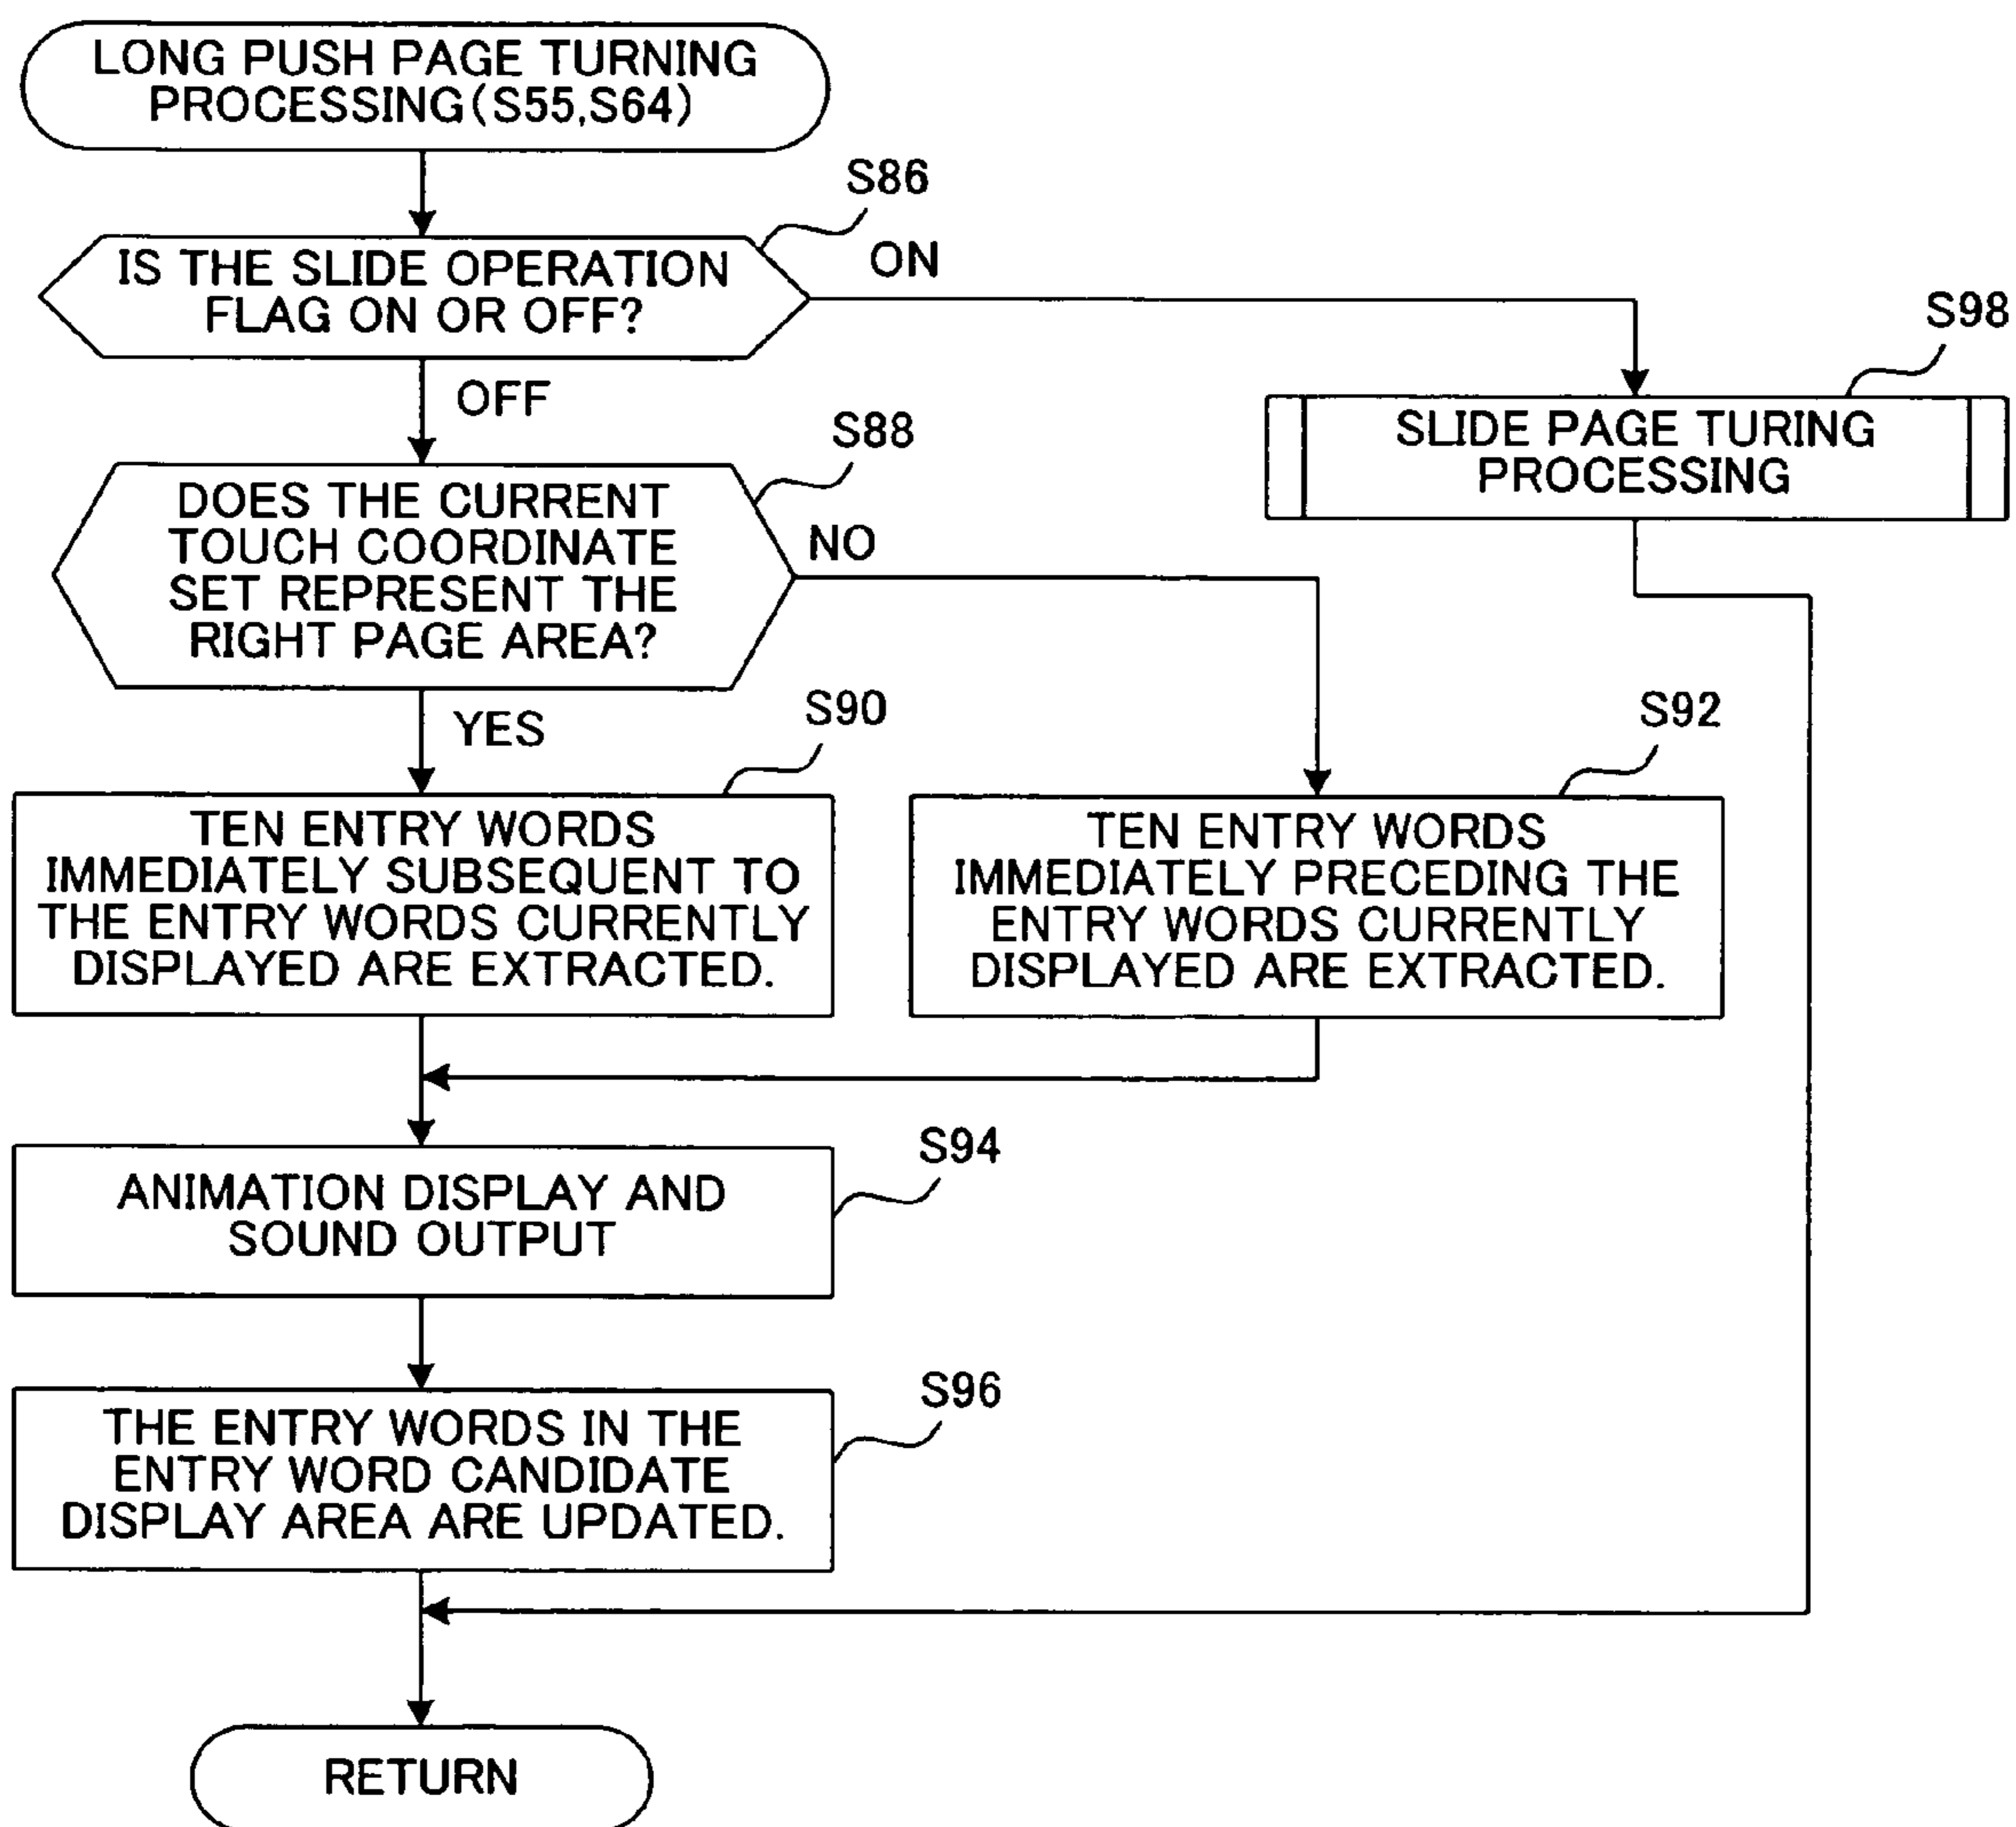 LONG PUSH PAGE TURNING
PROCESSING(S55,S64)
S86
IS THE SLIDE OPERATION
FLAG ON OR OFF?
ON
OFF
S98
SLIDE PAGE TURING
PROCESSING
S88
DOES THE CURRENT
TOUCH COORDINATE
SET REPRESENT THE
RIGHT PAGE AREA?
NO
YES
S90
TEN ENTRY WORDS
IMMEDIATELY SUBSEQUENT TO
THE ENTRY WORDS CURRENTLY
DISPLAYED ARE EXTRACTED.
S92
TEN ENTRY WORDS
IMMEDIATELY PRECEDING THE
ENTRY WORDS CURRENTLY
DISPLAYED ARE EXTRACTED.
S94
ANIMATION DISPLAY AND
SOUND OUTPUT
S96
THE ENTRY WORDS IN THE
ENTRY WORD CANDIDATE
DISPLAY AREA ARE UPDATED.
RETURN